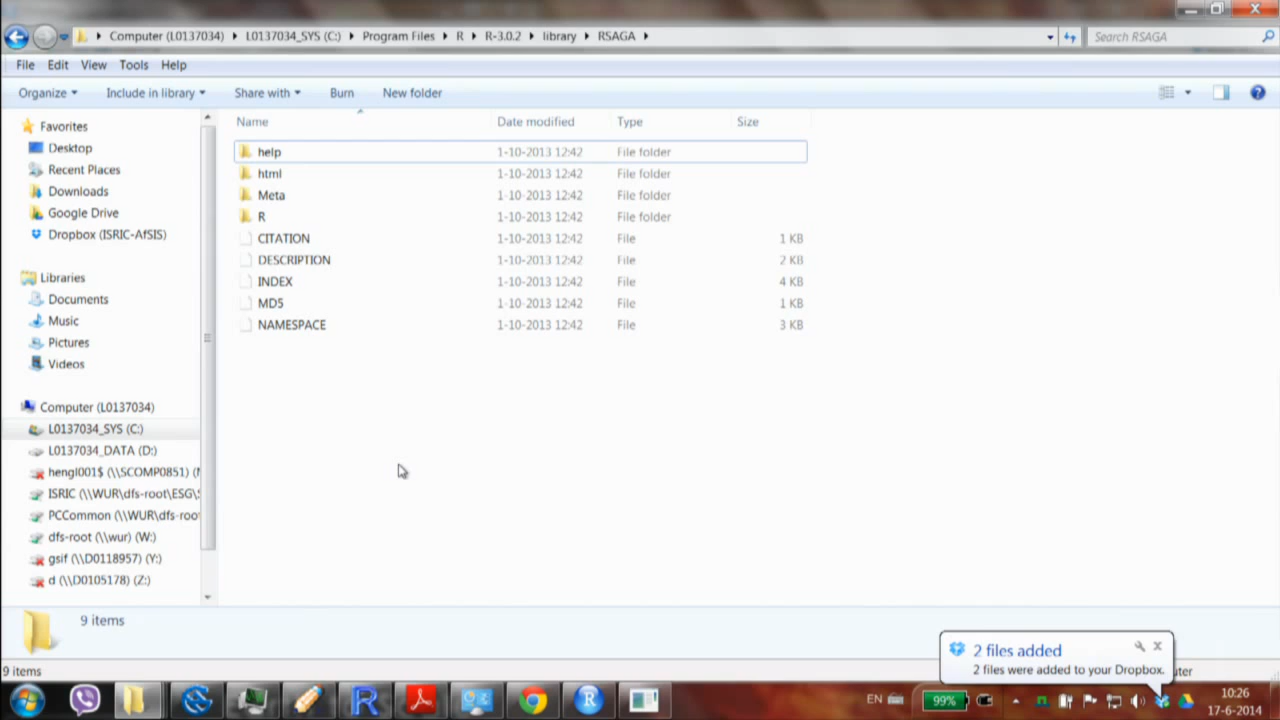 Computer (L0137034) L0137034_SYS (C:) Program Files R R-3.0.2 library RSAGA
Search RSAGA
File Edit View Tools Help
Organize Include in library Share with Burn New folder
Name Date modified Type Size
Favorites
Desktop
Recent Places
Downloads
Google Drive
Dropbox (ISRIC-AfSIS)
Libraries
Documents
Music
Pictures
Videos
Computer (L0137034)
L0137034_SYS (C:)
L0137034_DATA (D:)
hengl001$ (\\SCOMP0851) (
ISRIC (\\WUR\dfs-root\ESG\
PCCommon (\\WUR\dfs-root
dfs-root (\\wur) (W:)
gsif (\\D0118957) (Y:)
d (\\D0105178) (Z:)
help 1-10-2013 12:42 File folder
html 1-10-2013 12:42 File folder
Meta 1-10-2013 12:42 File folder
R 1-10-2013 12:42 File folder
CITATION 1-10-2013 12:42 File 1 KB
DESCRIPTION 1-10-2013 12:42 File 2 KB
INDEX 1-10-2013 12:42 File 4 KB
MD5 1-10-2013 12:42 File 1 KB
NAMESPACE 1-10-2013 12:42 File 3 KB
9 items
2 files added
2 files were added to your Dropbox.
9 items
uter
EN
99%
10:26
17-6-2014